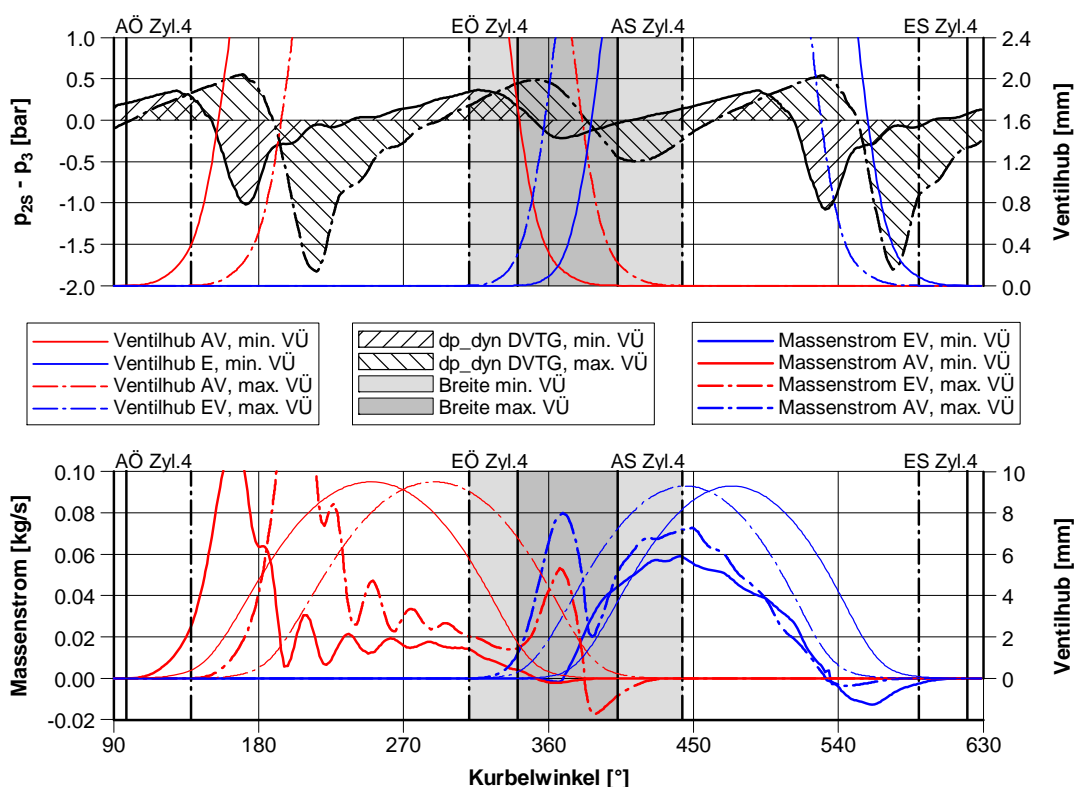 AÖ Zyl.4 EÖ Zyl.4 AS Zyl.4 ES Zyl.4
1.0 2.4
0.5 2.0
0.0 1.6
-0.5 1.2
-1.0 0.8
-1.5 0.4
-2.0 0.0
p2S - p3 [bar]
Ventilhub [mm]
Ventilhub AV, min. VÜ
Ventilhub E, min. VÜ
Ventilhub AV, max. VÜ
Ventilhub EV, max. VÜ
dp_dyn DVTG, min. VÜ
dp_dyn DVTG, max. VÜ
Breite min. VÜ
Breite max. VÜ
Massenstrom EV, min. VÜ
Massenstrom AV, min. VÜ
Massenstrom EV, max. VÜ
Massenstrom AV, max. VÜ
AÖ Zyl.4 EÖ Zyl.4 AS Zyl.4 ES Zyl.4
0.10 10
0.08 8
0.06 6
0.04 4
0.02 2
0.00 0
-0.02 2
Massenstrom [kg/s]
Ventilhub [mm]
90 180 270 360 450 540 630
Kurbelwinkel [°]